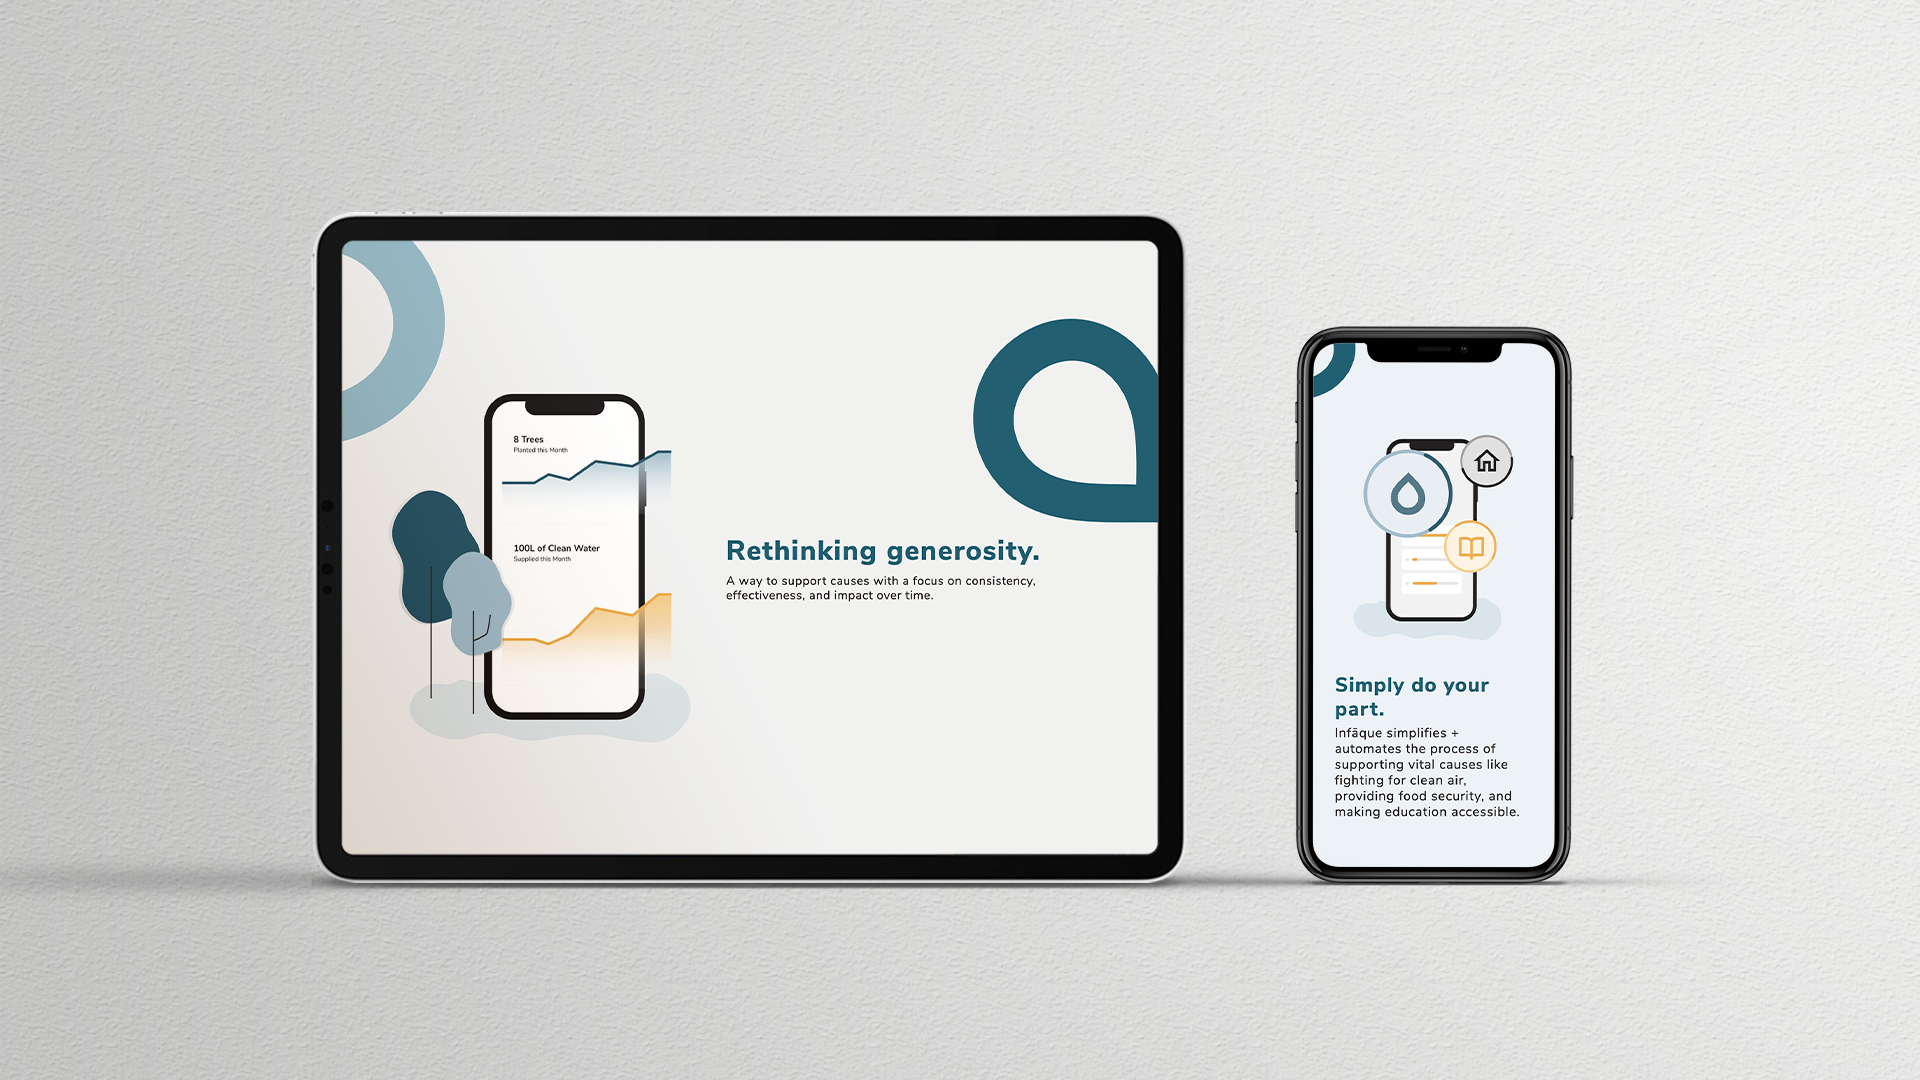 8 Trees
Planted this Month
100L of Clean Water
Supplied this Month
Rethinking generosity.
A way to support causes with a focus on consistency,
effectiveness, and impact over time.
Simply do your
part.
Infāque simplifies +
automates the process of
supporting vital causes like
fighting for clean air,
providing food security, and
making education accessible.